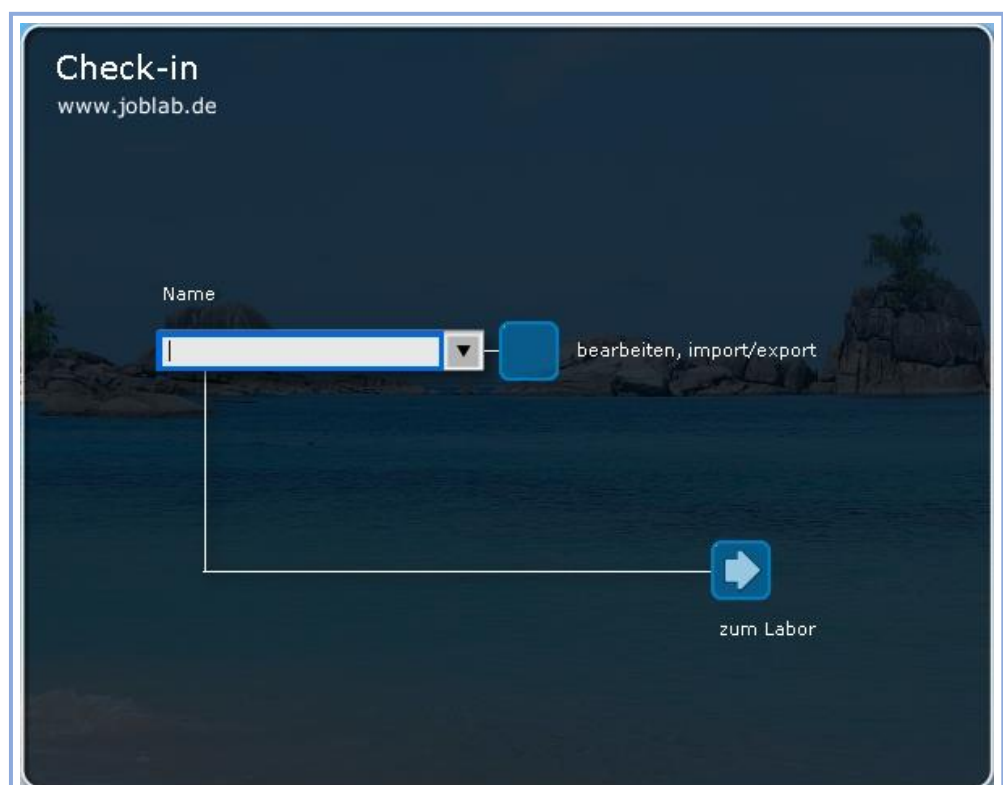 Check-in
www.joblab.de
Name
bearbeiten, import/export
zum Labor